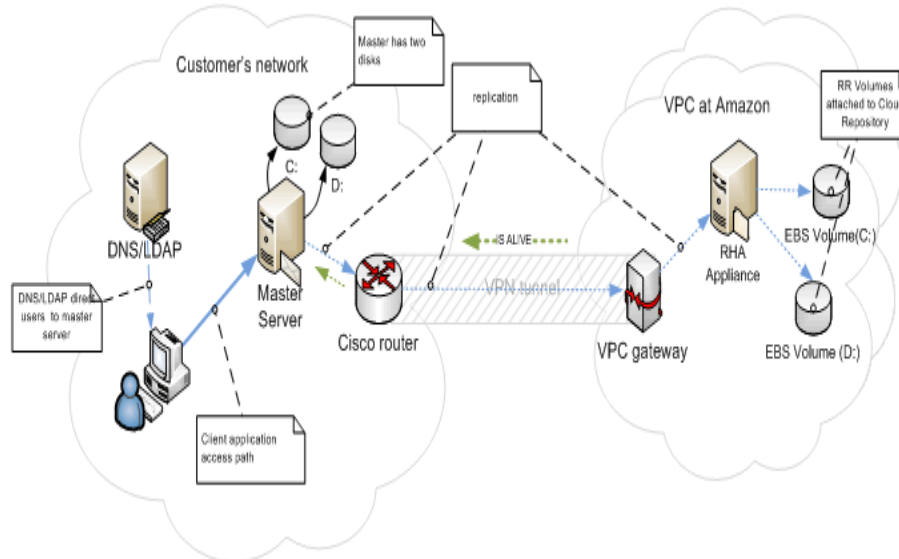 Master has two
disks
Customer's network
replication
VPC at Amazon
RR Volumes
attached to Cloud
Repository
C:
D:
DNS/LDAP
IS ALIVE
EBS Volume(C:)
RHA
Appliance
DNS/LDAP direct
users to master
server
Master
Server
VPN tunnel
Cisco router
VPC gateway
EBS Volume (D:)
Client application
access path